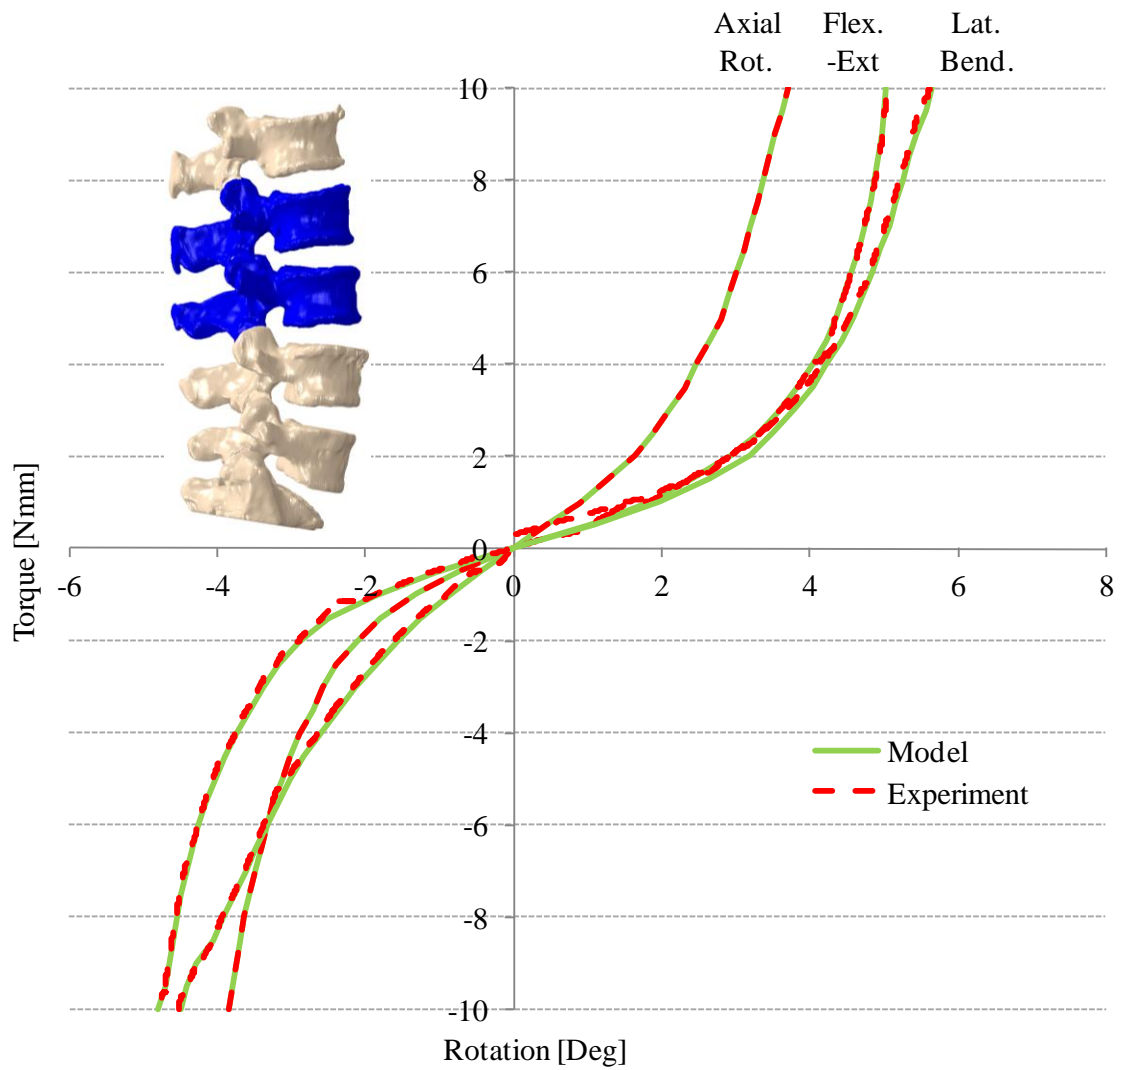 Axial Flex. Lat.
Rot. -Ext Bend.
10
8
6
4
2
0
-6 -4 -2 0 2 4 6 8
-2
-4
-6
-8
-10
Torque [Nmm]
Model
Experiment
Rotation [Deg]